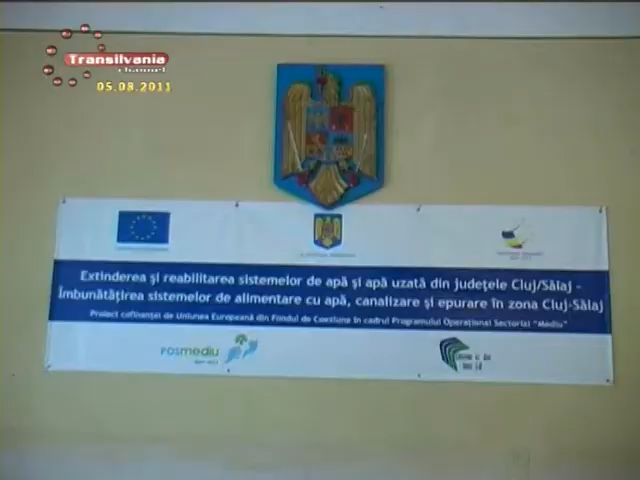 Transilvania
channel
05.08.2011
Extinderea şi reabilitarea sistemelor de apă şi apă uzată din judeţele Cluj/Sălaj -
Îmbunătăţirea sistemelor de alimentare cu apă, canalizare şi epurare în zona Cluj-Sălaj
Proiect cofinanţat de Uniunea Europeană din Fondul de Coeziune în cadrul Programului Operaţional Sectorial "Mediu"
POSmediu